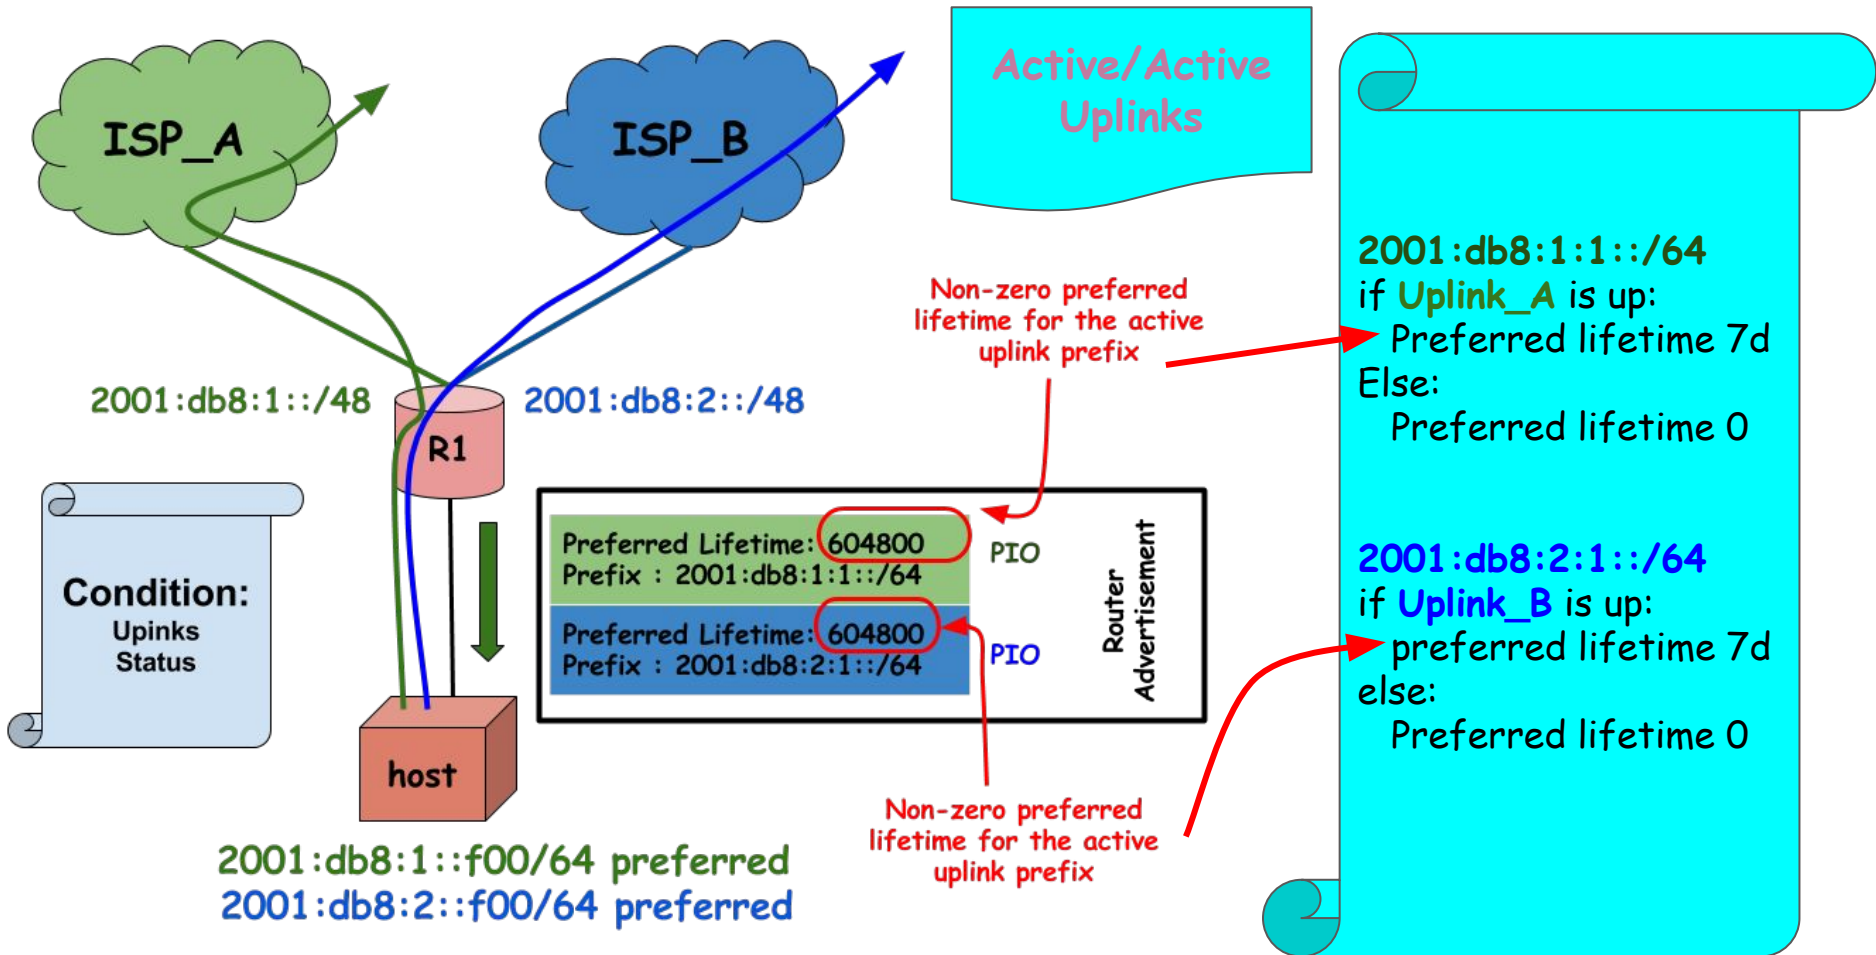 ISP_A
ISP_B
Active/Active
Uplinks
2001:db8:1::/48
2001:db8:2::/48
R1
Condition:
Upinks
Status
host
2001:db8:1::f00/64 preferred
2001:db8:2::f00/64 preferred
Non-zero preferred
lifetime for the active
uplink prefix
Preferred Lifetime: 604800
Prefix : 2001:db8:1:1::/64
PIO
Preferred Lifetime: 604800
Prefix : 2001:db8:2:1::/64
PIO
Router
Advertisement
Non-zero preferred
lifetime for the active
uplink prefix
2001:db8:1:1::/64
if Uplink_A is up:
Preferred lifetime 7d
Else:
Preferred lifetime 0
2001:db8:2:1::/64
if Uplink_B is up:
preferred lifetime 7d
else:
Preferred lifetime 0